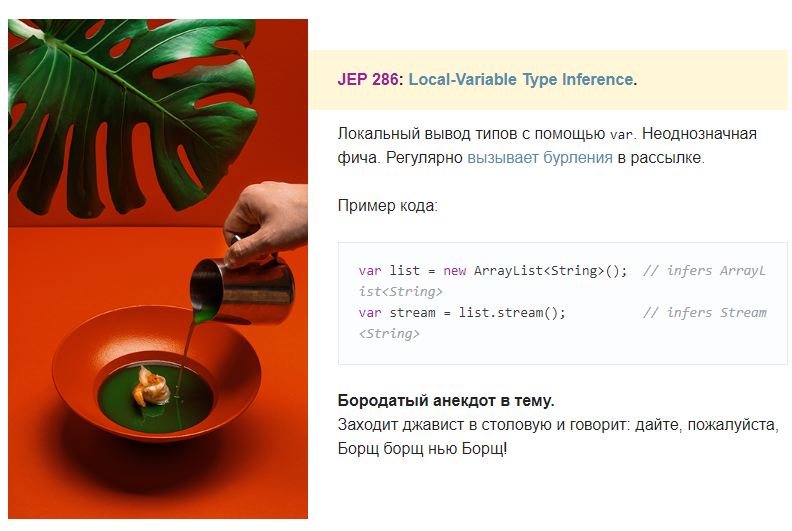 JEP 286: Local-Variable Type Inference.
Локальный вывод типов с помощью var. Неоднозначная
фича. Регулярно вызывает бурления в рассылке.
Пример кода:
var list = new ArrayList<String>();  // infers ArrayL
ist<String>
var stream = list.stream();          // infers Stream
<String>
Бородатый анекдот в тему.
Заходит джавист в столовую и говорит: дайте, пожалуйста,
Борщ борщ нью Борщ!